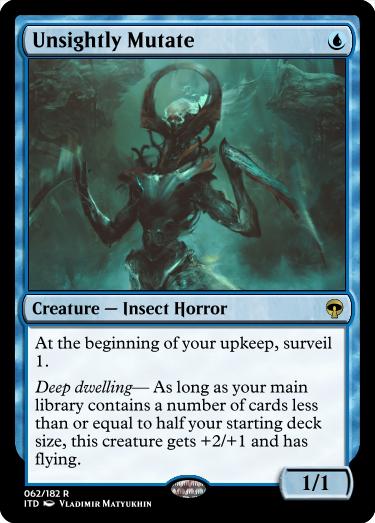 Unsightly Mutate
Creature — Insect Horror
At the beginning of your upkeep, surveil
1.
Deep dwelling— As long as your main
library contains a number of cards less
than or equal to half your starting deck
size, this creature gets +2/+1 and has
flying.
1/1
062/182 R
ITD Vladimir Matyukhin